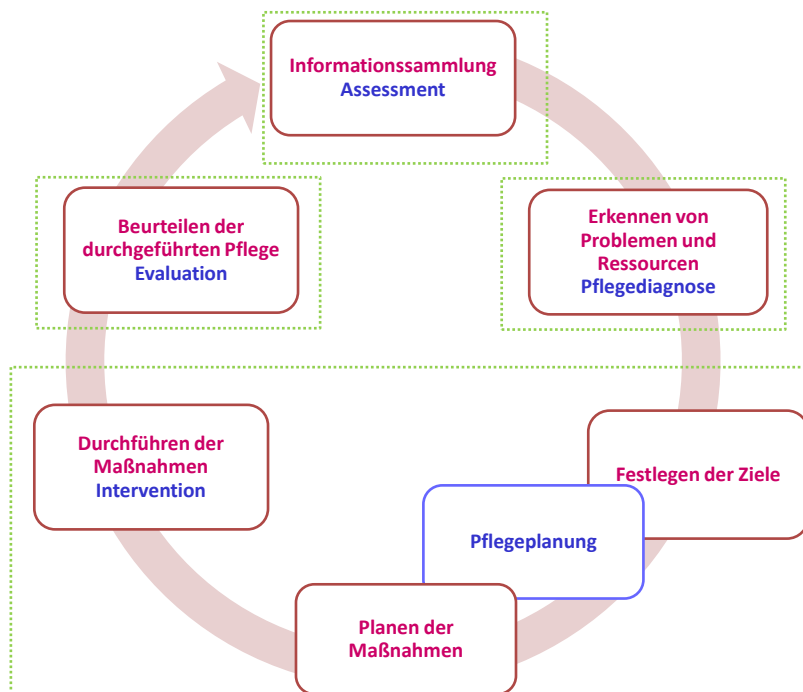 Informationssammlung
Assessment
Erkennen von
Problemen und
Ressourcen
Pflegediagnose
Festlegen der Ziele
Pflegeplanung
Planen der
Maßnahmen
Durchführen der
Maßnahmen
Intervention
Beurteilen der
durchgeführten Pflege
Evaluation